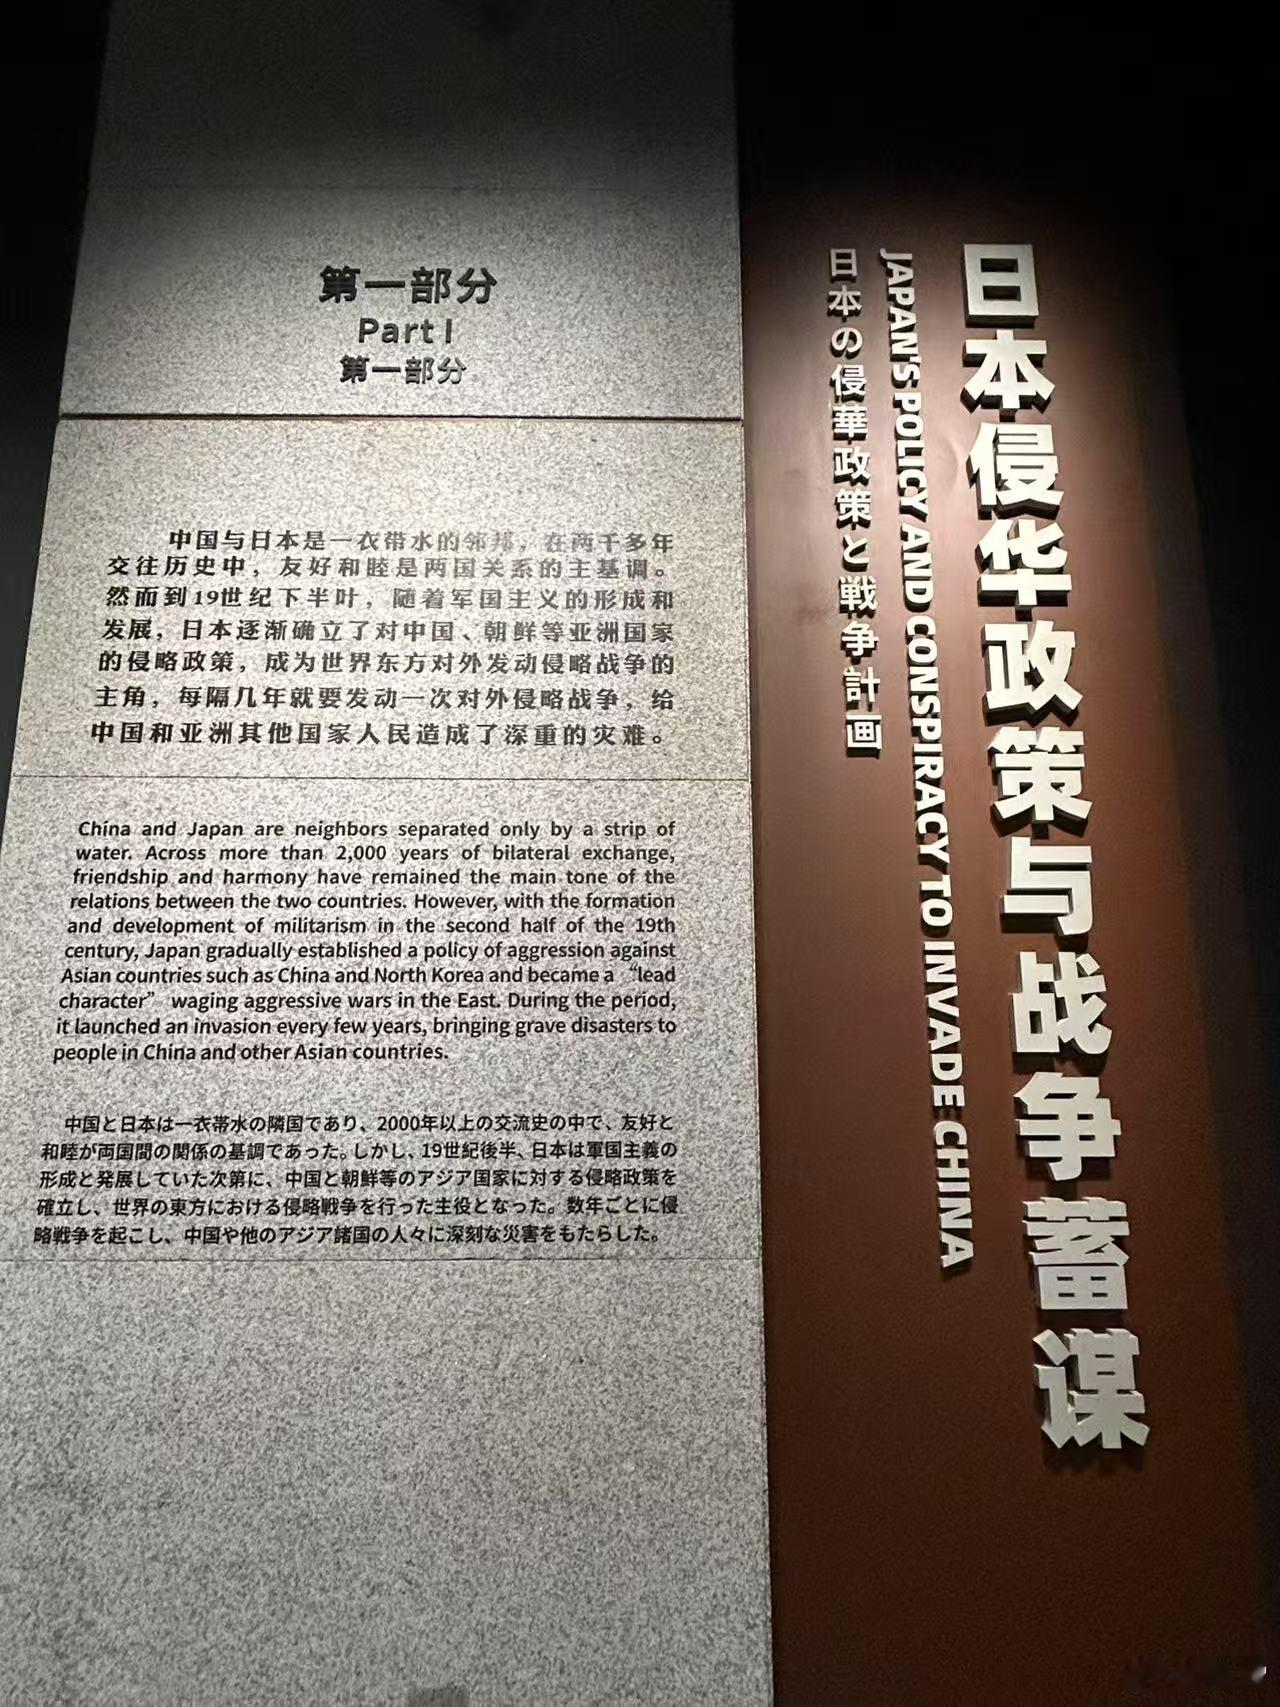 第一部分
Part I
第一部分
中国与日本是一衣带水的邻邦，在两千多年
交往历史中，友好和睦是两国关系的主基调。
然而到19世纪下半叶，随着军国主义的形成和
发展，日本逐渐确立了对中国、朝鲜等亚洲国家
的侵略政策，成为世界东方对外发动侵略战争的
主角，每隔几年就要发动一次对外侵略战争，给
中国和亚洲其他国家人民造成了深重的灾难。
China and Japan are neighbors separated only by a strip of
water. Across more than 2,000 years of bilateral exchange,
friendship and harmony have remained the main tone of the
relations between the two countries. However, with the formation
and development of militarism in the second half of the 19th
century, Japan gradually established a policy of aggression against
Asian countries such as China and North Korea and became a “lead
character” waging aggressive wars in the East. During the period,
it launched an invasion every few years, bringing grave disasters to
people in China and other Asian countries.
中国と日本は一衣帯水の隣国であり、2000年以上の交流史の中で、友好と
和睦が両国間の関係の基調であった。しかし、19世紀後半、日本は軍国主義の
形成と発展していた次第に、中国と朝鮮等のアジア国家に対する侵略政策を
確立し、世界の東方における侵略戦争を行った主役となった。数年ごとに侵
略戦争を起こし、中国や他のアジア諸国の人々に深刻な災害をもたらした。
日本侵华政策与战争蓄谋
JAPAN'S POLICY AND CONSPIRACY TO INVADE CHINA
日本の侵華政策と戦争計画